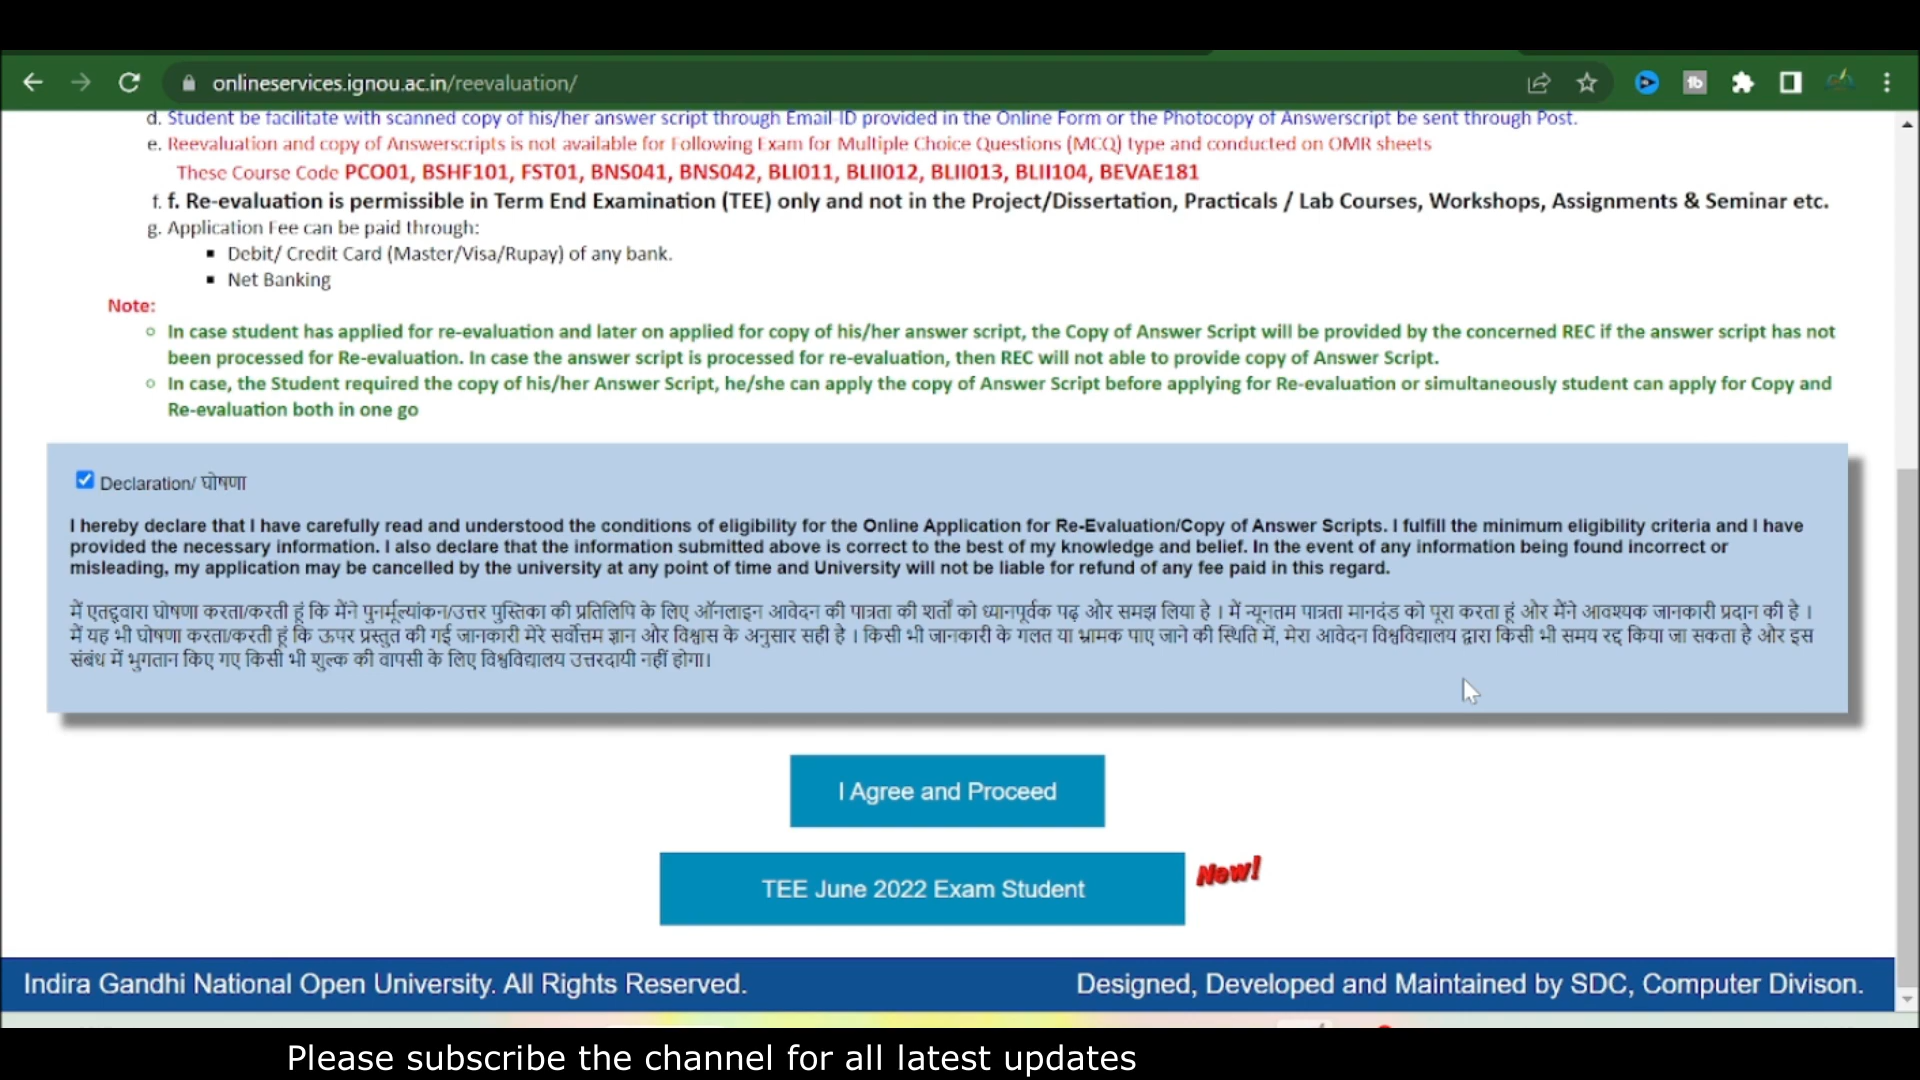 onlineservices.ignou.ac.in/reevaluation/
d. Student be facilitate with scanned copy of his/her answer script through Email-ID provided in the Online Form or the Photocopy of Answerscript be sent through Post.
e. Reevaluation and copy of Answerscripts is not available for Following Exam for Multiple Choice Questions (MCQ) type and conducted on OMR sheets
These Course Code PCO01, BSHF101, FST01, BNS041, BNS042, BLI011, BLII012, BLII013, BLII104, BEVAE181
f. f. Re-evaluation is permissible in Term End Examination (TEE) only and not in the Project/Dissertation, Practicals / Lab Courses, Workshops, Assignments & Seminar etc.
g. Application Fee can be paid through:
Debit/ Credit Card (Master/Visa/Rupay) of any bank.
Net Banking
Note:
In case student has applied for re-evaluation and later on applied for copy of his/her answer script, the Copy of Answer Script will be provided by the concerned REC if the answer script has not
been processed for Re-evaluation. In case the answer script is processed for re-evaluation, then REC will not able to provide copy of Answer Script.
In case, the Student required the copy of his/her Answer Script, he/she can apply the copy of Answer Script before applying for Re-evaluation or simultaneously student can apply for Copy and
Re-evaluation both in one go
Declaration/ घोषणा
I hereby declare that I have carefully read and understood the conditions of eligibility for the Online Application for Re-Evaluation/Copy of Answer Scripts. I fulfill the minimum eligibility criteria and I have
provided the necessary information. I also declare that the information submitted above is correct to the best of my knowledge and belief. In the event of any information being found incorrect or
misleading, my application may be cancelled by the university at any point of time and University will not be liable for refund of any fee paid in this regard.
में एतद्द्वारा घोषणा करता/करती हूं कि मैंने पुनर्मूल्यांकन/उत्तर पुस्तिका की प्रतिलिपि के लिए ऑनलाइन आवेदन की पात्रता की शर्तों को ध्यानपूर्वक पढ़ और समझ लिया है । में न्यूनतम पात्रता मानदंड को पूरा करता हूं और मैंने आवश्यक जानकारी प्रदान की है ।
में यह भी घोषणा करता/करती हूं कि ऊपर प्रस्तुत की गई जानकारी मेरे सर्वोत्तम ज्ञान और विश्वास के अनुसार सही है । किसी भी जानकारी के गलत या भ्रामक पाए जाने की स्थिति में, मेरा आवेदन विश्वविद्यालय द्वारा किसी भी समय रद्द किया जा सकता है और इस
संबंध में भुगतान किए गए किसी भी शुल्क की वापसी के लिए विश्वविद्यालय उत्तरदायी नहीं होगा।
I Agree and Proceed
TEE June 2022 Exam Student
New!
Indira Gandhi National Open University. All Rights Reserved.
Designed, Developed and Maintained by SDC, Computer Divison.
Please subscribe the channel for all latest updates